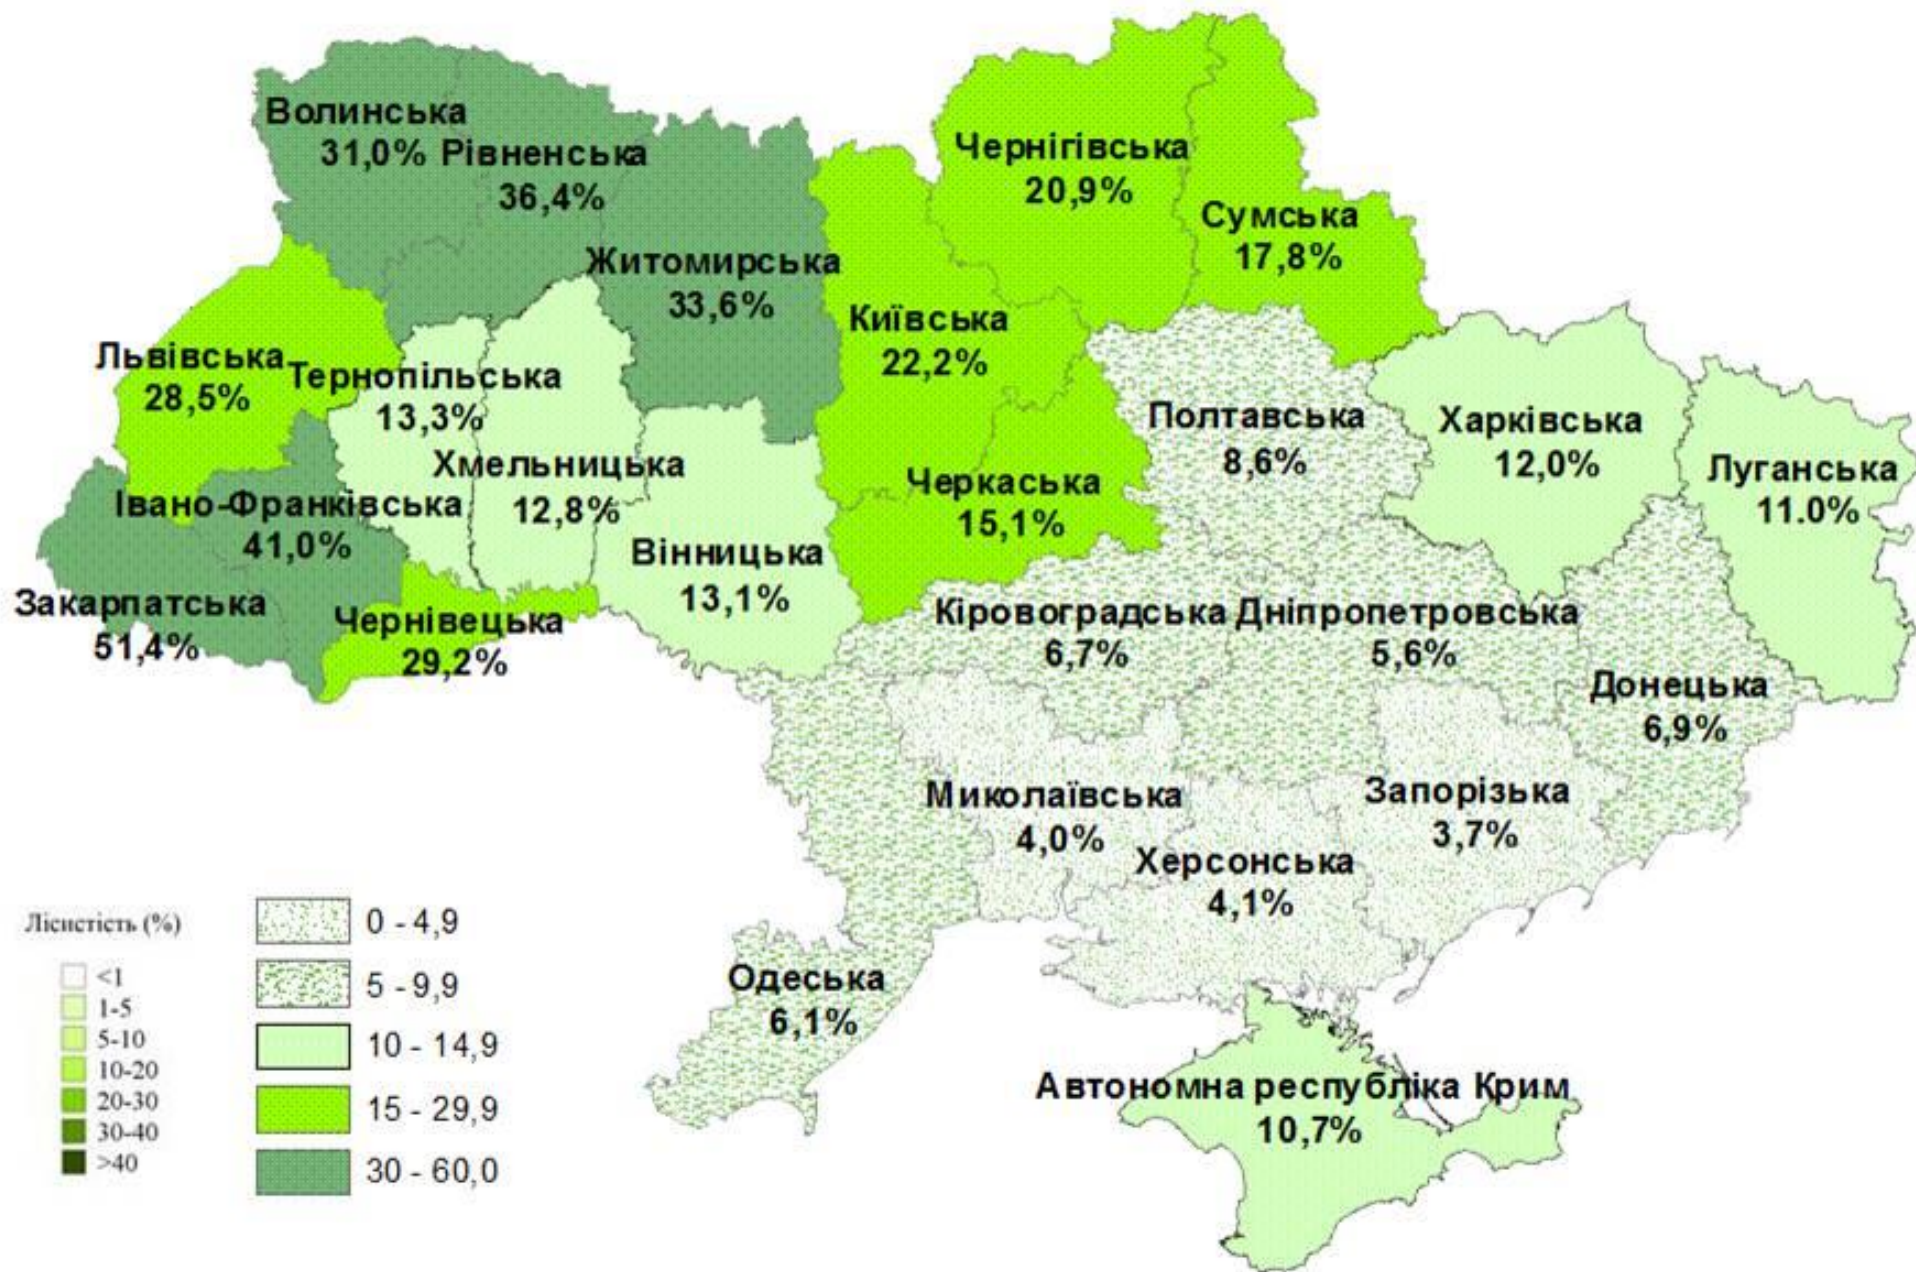 Волинська
31,0%
Рівненська
36,4%
Житомирська
33,6%
Чернігівська
20,9%
Сумська
17,8%
Київська
22,2%
Львівська
28,5%
Тернопільська
13,3%
Хмельницька
12,8%
Івано-Франківська
41,0%
Закарпатська
51,4%
Чернівецька
29,2%
Вінницька
13,1%
Черкаська
15,1%
Полтавська
8,6%
Харківська
12,0%
Луганська
11.0%
Кіровоградська
6,7%
Дніпропетровська
5,6%
Донецька
6,9%
Миколаївська
4,0%
Херсонська
4,1%
Запорізька
3,7%
Одеська
6,1%
Автономна республіка Крим
10,7%
Лісистість (%)
<1
1-5
5-10
10-20
20-30
30-40
>40
0 - 4,9
5 - 9,9
10 - 14,9
15 - 29,9
30 - 60,0